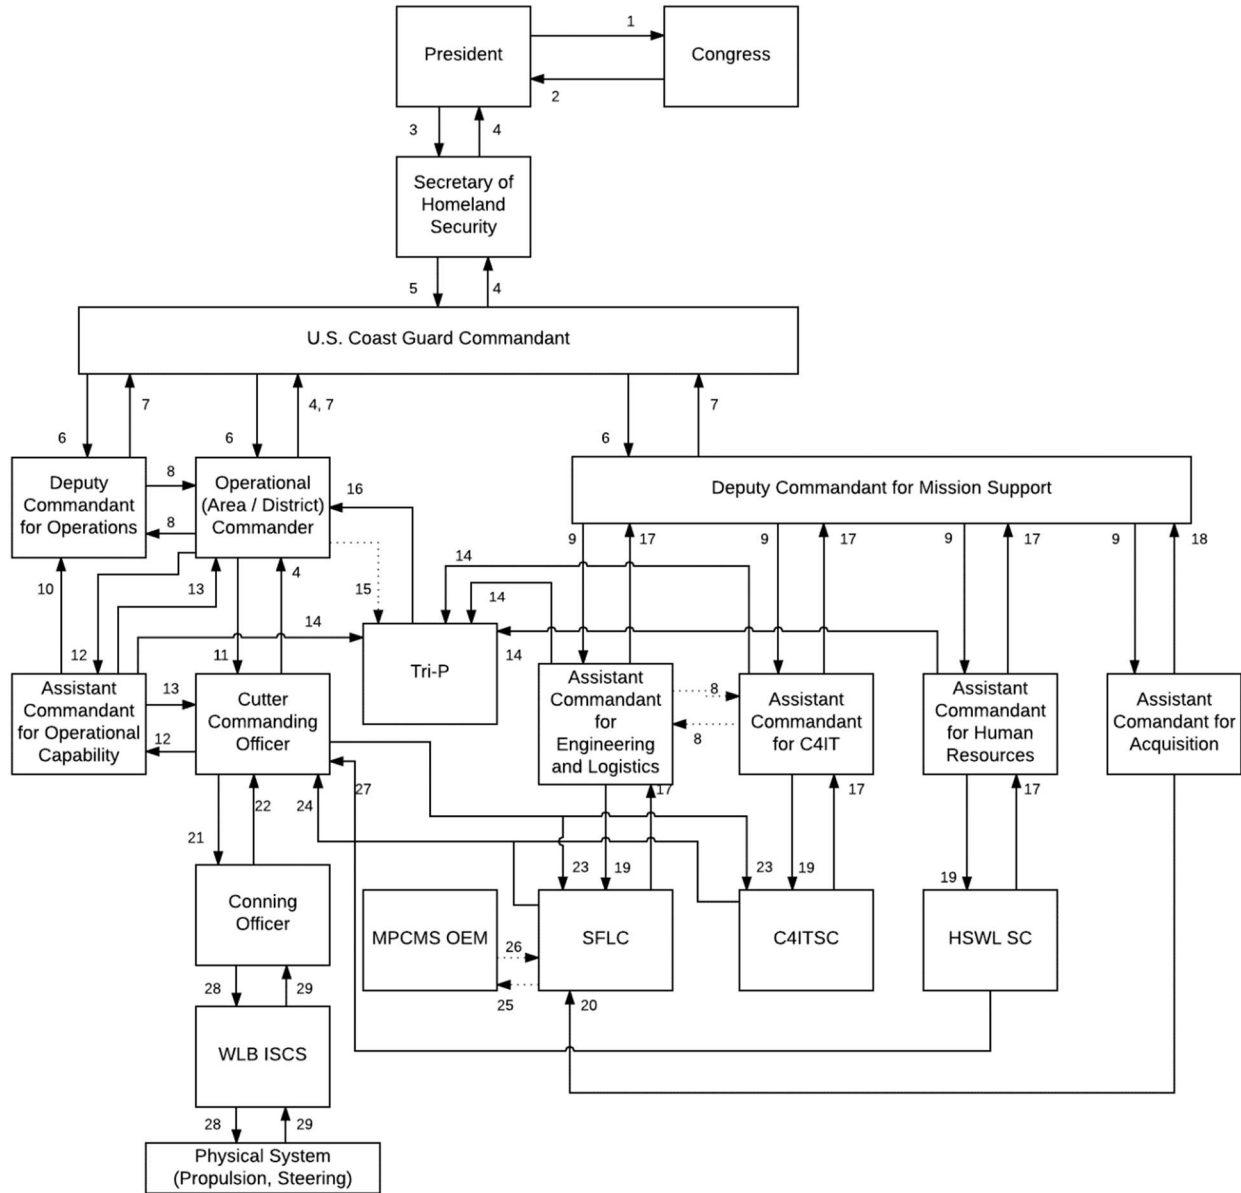 1
President
Congress
2
3
4
Secretary of
Homeland
Security
5
4
U.S. Coast Guard Commandant
7
4, 7
7
6
6
6
Deputy
Commandant
for Operations
8
8
Operational
(Area / District)
Commander
16
Deputy Commandant for Mission Support
9
17
9
17
9
17
9
18
10
13
4
15
14
14
14
12
11
14
Tri-P
Assistant
Commandant
for Operational
Capability
13
12
Cutter
Commanding
Officer
Assistant
Commandant
for
Engineering
and Logistics
8
8
Assistant
Commandant
for C4IT
Assistant
Commandant
for Human
Resources
Assistant
Comandant for
Acquisition
22
24
27
17
17
17
21
23
19
23
19
19
Conning
Officer
MPCMS OEM
26
25
SFLC
20
C4ITSC
HSWL SC
28
29
WLB ISCS
28
29
Physical System
(Propulsion, Steering)